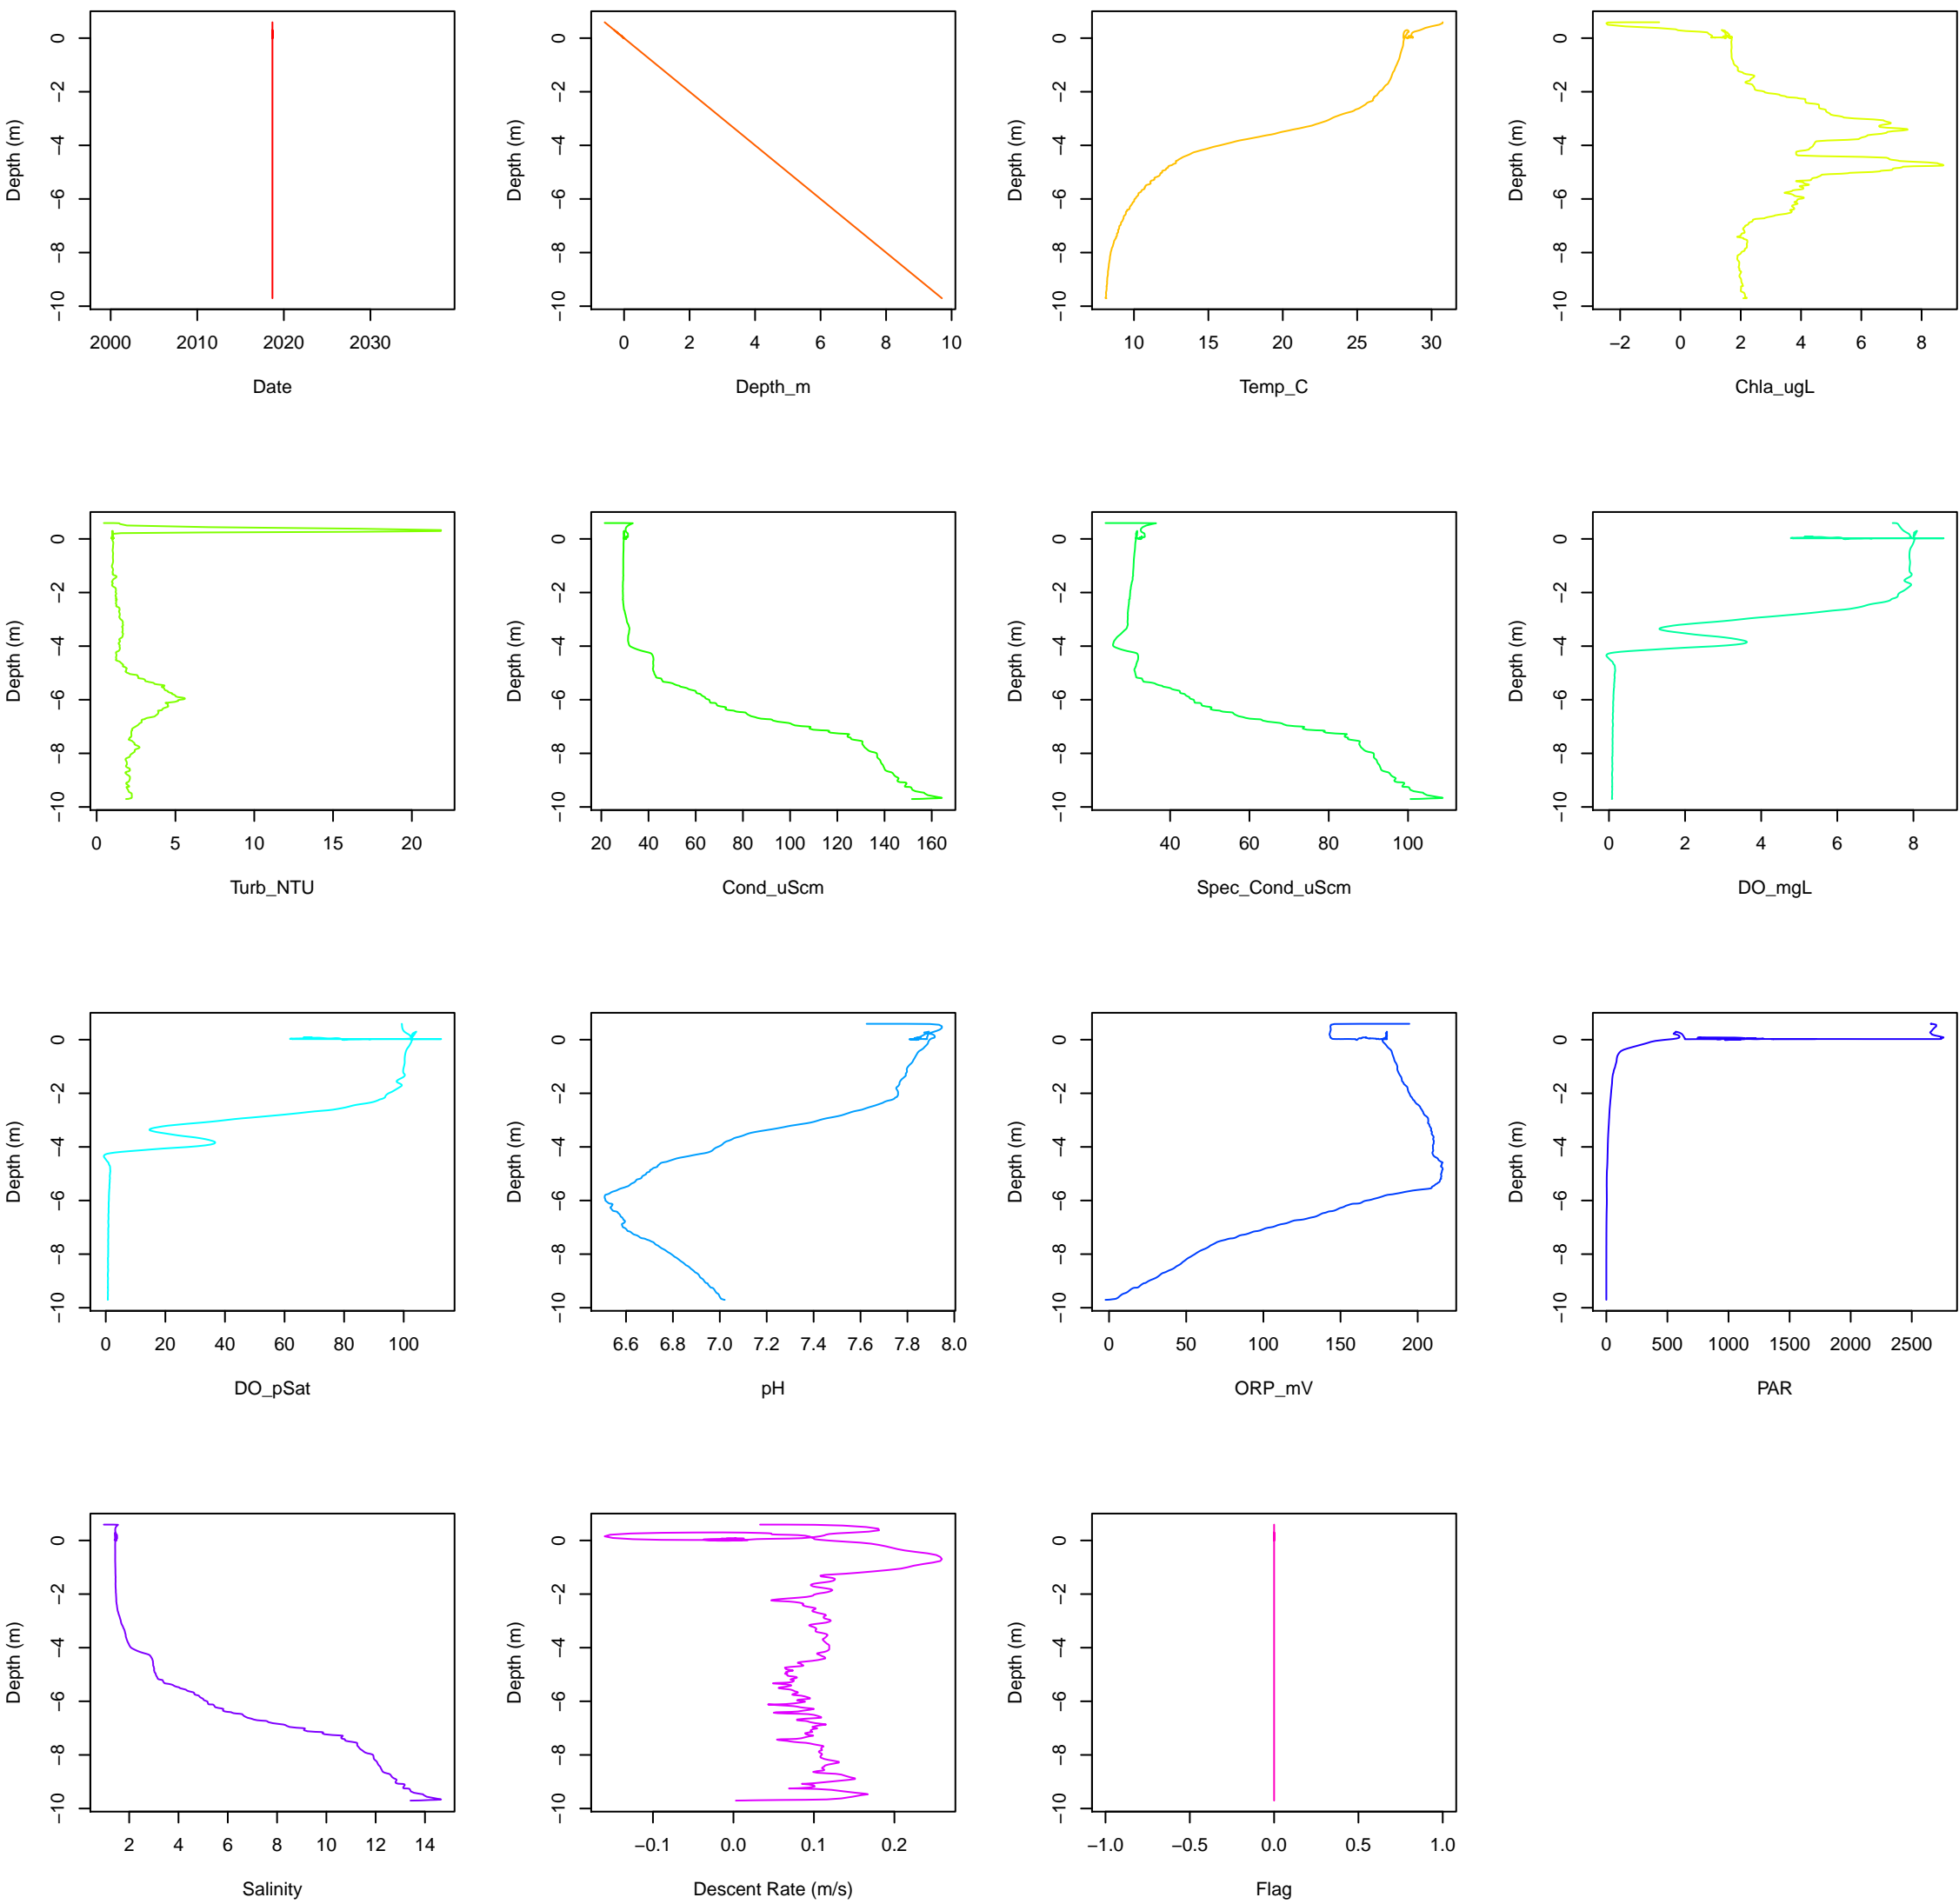 Depth (m)
0
−2
−4
−6
−8
−10
2000 2010 2020 2030
Date
Depth (m)
0
−2
−4
−6
−8
−10
0 2 4 6 8 10
Depth_m
Depth (m)
0
−2
−4
−6
−8
−10
10 15 20 25 30
Temp_C
Depth (m)
0
−2
−4
−6
−8
−10
−2 0 2 4 6 8
Chla_ugL
Depth (m)
0
−2
−4
−6
−8
−10
0 5 10 15 20
Turb_NTU
Depth (m)
0
−2
−4
−6
−8
−10
20 40 60 80 100 120 140 160
Cond_uScm
Depth (m)
0
−2
−4
−6
−8
−10
40 60 80 100
Spec_Cond_uScm
Depth (m)
0
−2
−4
−6
−8
−10
0 2 4 6 8
DO_mgL
Depth (m)
0
−2
−4
−6
−8
−10
0 20 40 60 80 100
DO_pSat
Depth (m)
0
−2
−4
−6
−8
−10
6.6 6.8 7.0 7.2 7.4 7.6 7.8 8.0
pH
Depth (m)
0
−2
−4
−6
−8
−10
0 50 100 150 200
ORP_mV
Depth (m)
0
−2
−4
−6
−8
−10
0 500 1000 1500 2000 2500
PAR
Depth (m)
0
−2
−4
−6
−8
−10
2 4 6 8 10 12 14
Salinity
Depth (m)
0
−2
−4
−6
−8
−10
−0.1 0.0 0.1 0.2
Descent Rate (m/s)
Depth (m)
0
−2
−4
−6
−8
−10
−1.0 −0.5 0.0 0.5 1.0
Flag